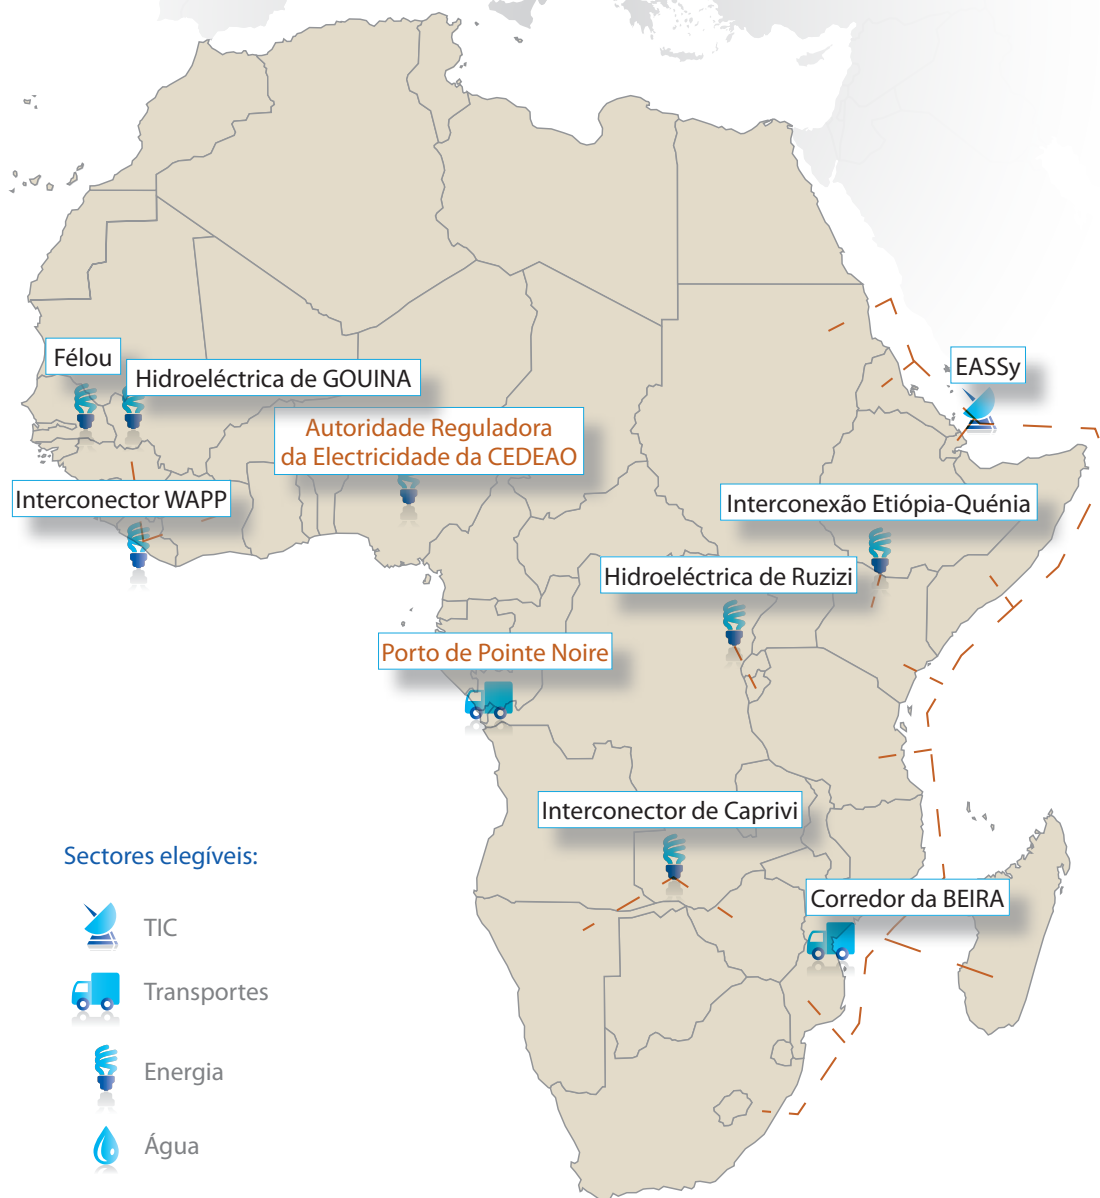 Félou
Hidroeléctrica de GOUINA
EASSy
Autoridade Reguladora
da Electricidade da CEDEAO
Interconector WAPP
Interconexão Etiópia-Quénia
Hidroeléctrica de Ruzizi
Porto de Pointe Noire
Interconector de Caprivi
Corredor da BEIRA
Sectores elegíveis:
TIC
Transportes
Energia
Água